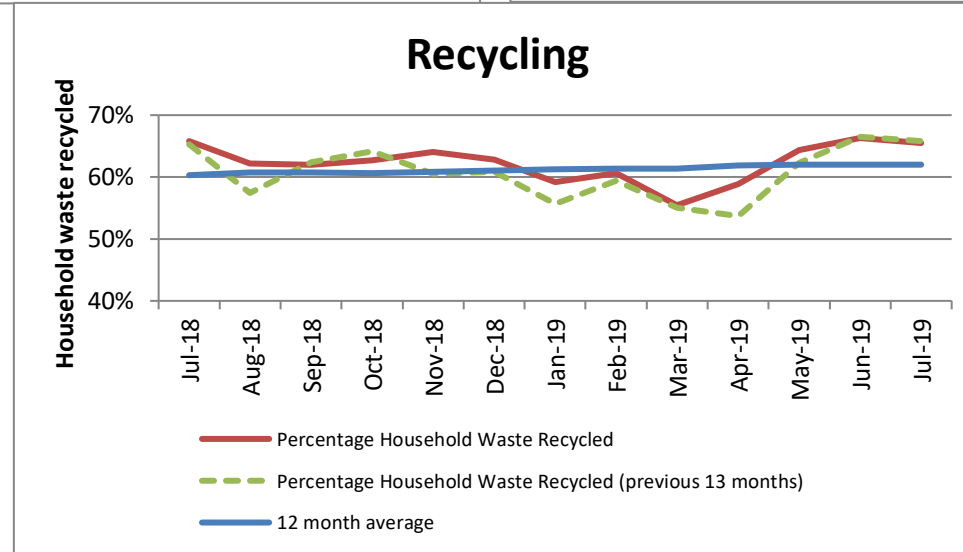 Recycling
Household waste recycled
70%
60%
50%
40%
Jul-18
Aug-18
Sep-18
Oct-18
Nov-18
Dec-18
Jan-19
Feb-19
Mar-19
Apr-19
May-19
Jun-19
Jul-19
Percentage Household Waste Recycled
Percentage Household Waste Recycled (previous 13 months)
12 month average